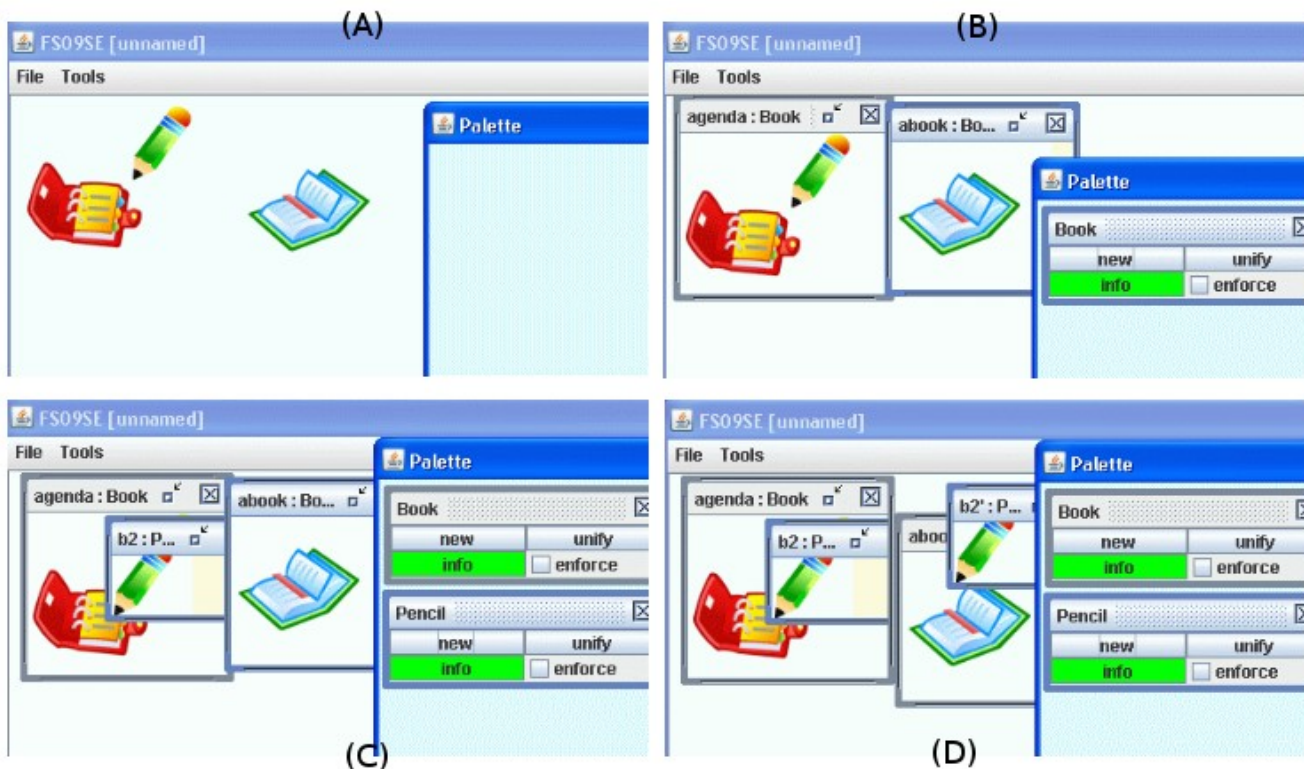 (A)
FS09SE [unnamed]
File Tools
Palette
(B)
FS09SE [unnamed]
File Tools
agenda : Book
abook : Bo...
Palette
Book
new unify
info enforce
FS09SE [unnamed]
File Tools
agenda : Book
abook : Bo...
b2 : P...
Palette
Book
new unify
info enforce
Pencil
new unify
info enforce
(C)
FS09SE [unnamed]
File Tools
agenda : Book
b2 : P...
aboo
b2' : P...
Palette
Book
new unify
info enforce
Pencil
new unify
info enforce
(D)